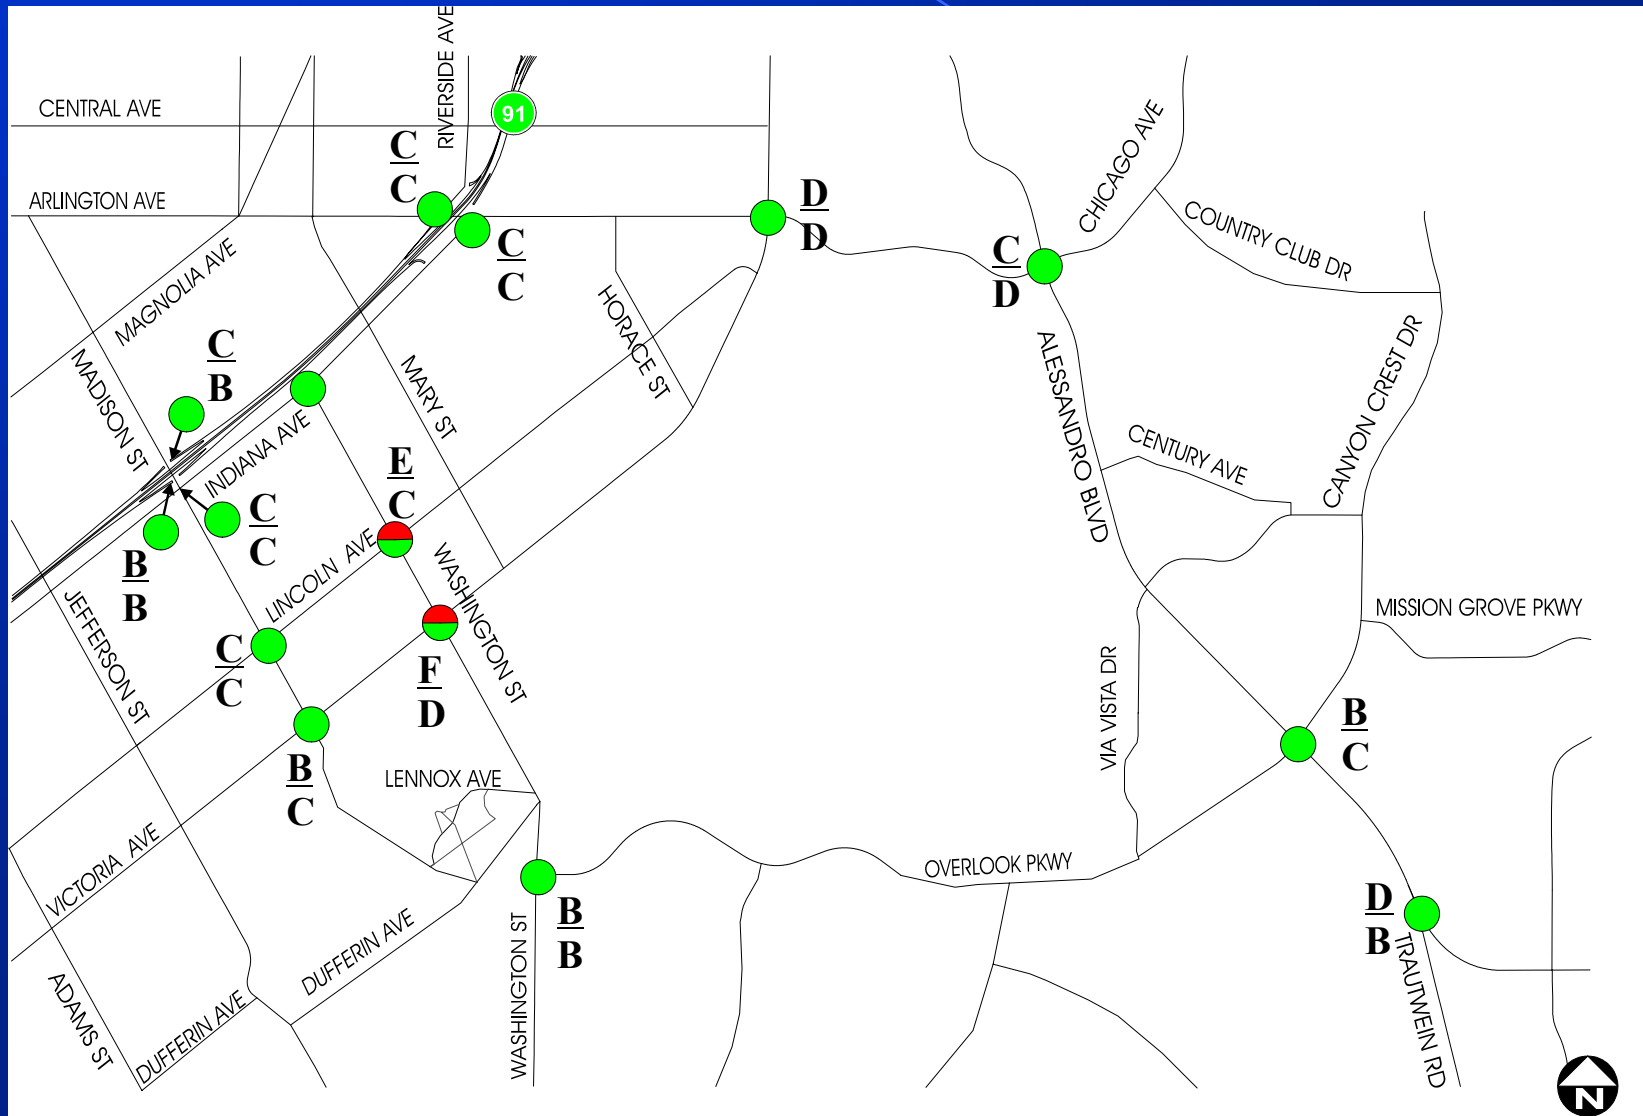 RIVERSIDE AVE
CENTRAL AVE
91
C
C
ARLINGTON AVE
D
D
C
C
CHICAGO AVE
COUNTRY CLUB DR
C
D
MAGNOLIA AVE
HORACE ST
C
B
MADISON ST
MARY ST
ALESSANDRO BLVD
CANYON CREST DR
INDIANA AVE
CENTURY AVE
E
C
C
C
B
B
LINCOLN AVE
WASHINGTON ST
JEFFERSON ST
MISSION GROVE PKWY
C
C
F
D
VIA VISTA DR
B
C
B
C
LENNOX AVE
VICTORIA AVE
OVERLOOK PKWY
B
B
D
B
DUFFERIN AVE
WASHINGTON ST
TRAUTWEIN RD
ADAMS ST
DUFFERIN AVE
N